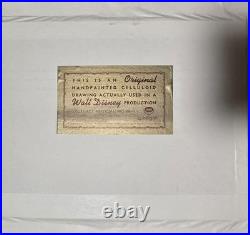 THIS IS AN Original
HANDPAINTED CELLULOID
DRAWING ACTUALLY USED IN A
Walt Disney PRODUCTION